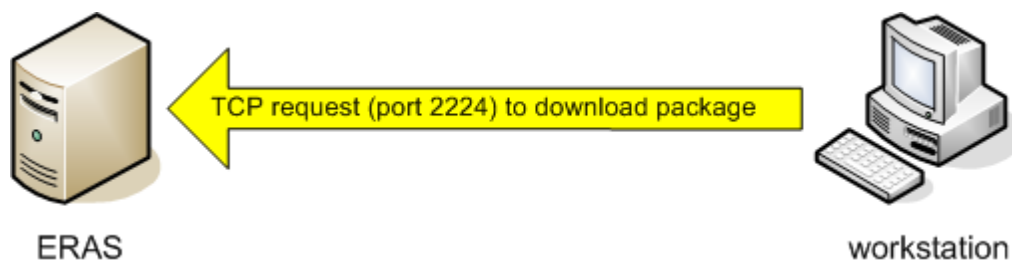 TCP request (port 2224) to download package
ERAS
workstation